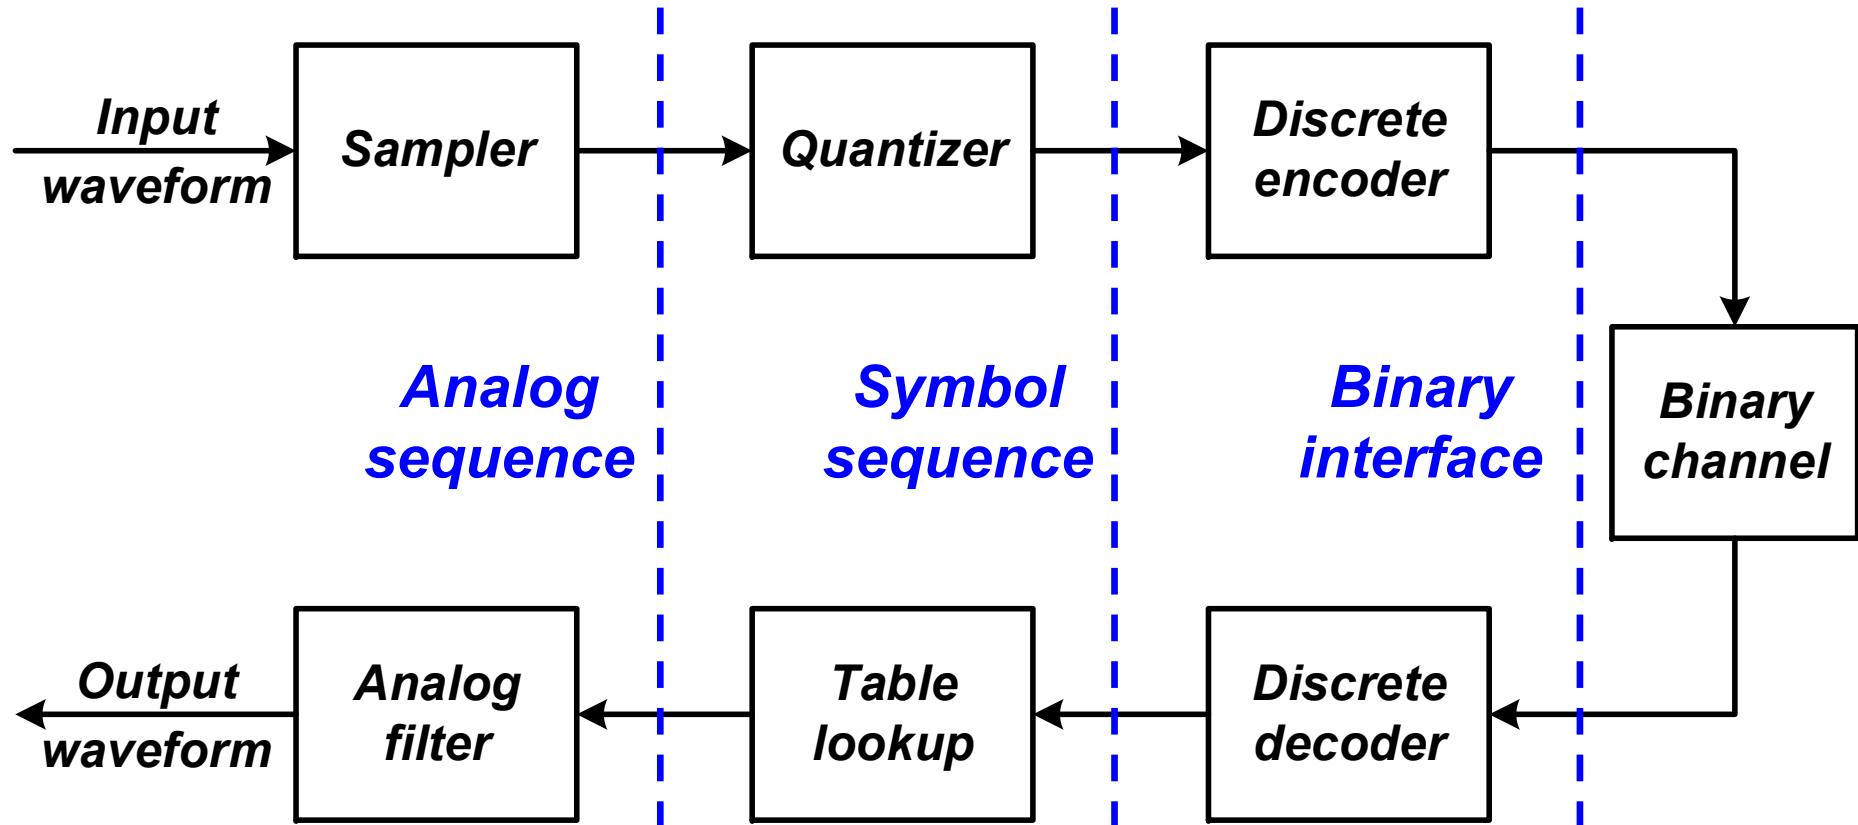 Input
waveform
Sampler
Quantizer
Discrete
encoder
Analog
sequence
Symbol
sequence
Binary
interface
Binary
channel
Output
waveform
Analog
filter
Table
lookup
Discrete
decoder